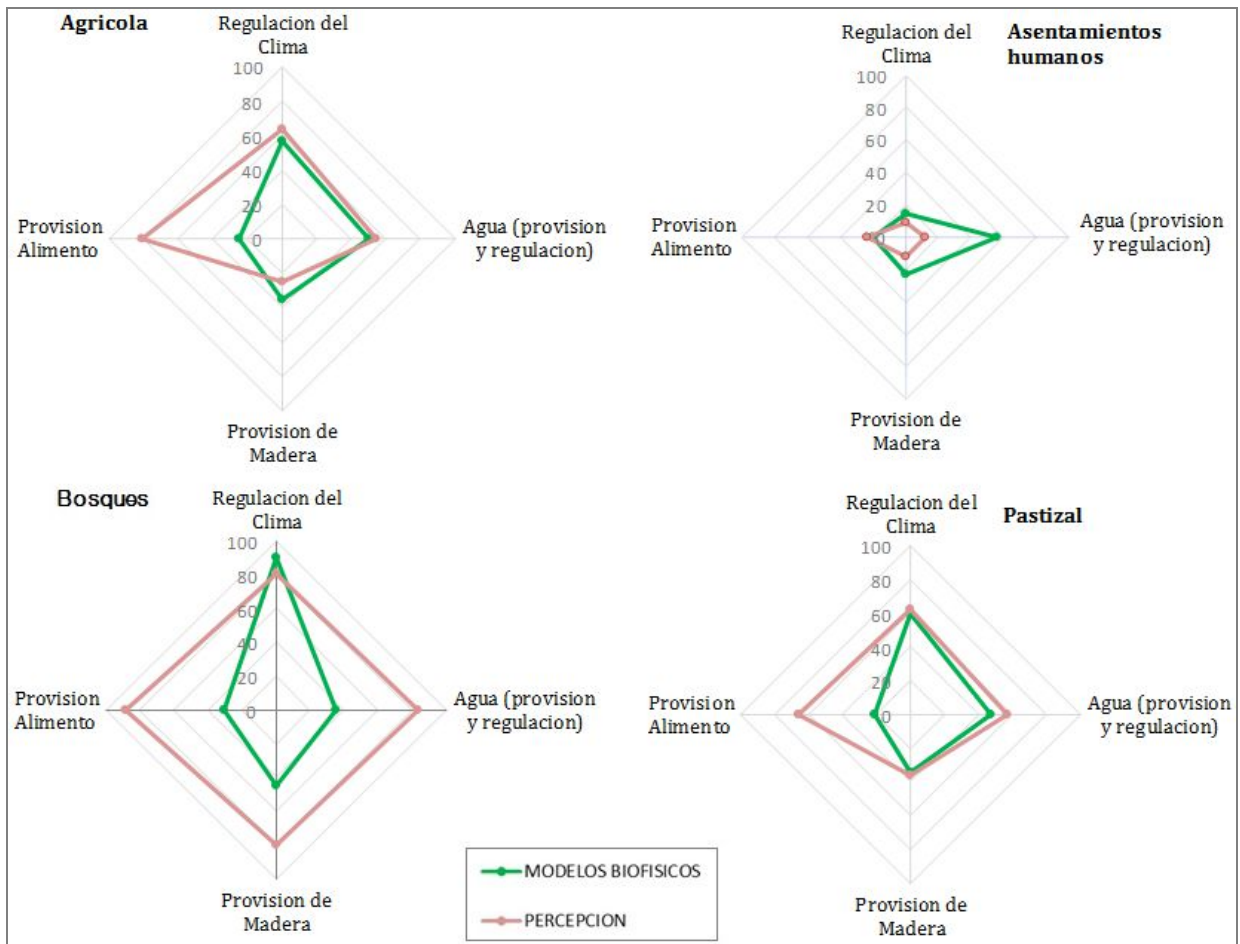 Agricola
Regulacion del
Clima
100
80
60
40
20
0
Provision
Alimento
Agua (provision
y regulacion)
Provision de
Madera
Asentamientos
humanos
Regulacion del
Clima
100
80
60
40
20
0
Provision
Alimento
Agua (provision
y regulacion)
Provision de
Madera
Bosques
Regulacion del
Clima
100
80
60
40
20
0
Provision
Alimento
Agua (provision
y regulacion)
Provision de
Madera
Pastizal
Regulacion del
Clima
100
80
60
40
20
0
Provision
Alimento
Agua (provision
y regulacion)
Provision de
Madera
MODELOS BIOFISICOS
PERCEPCION